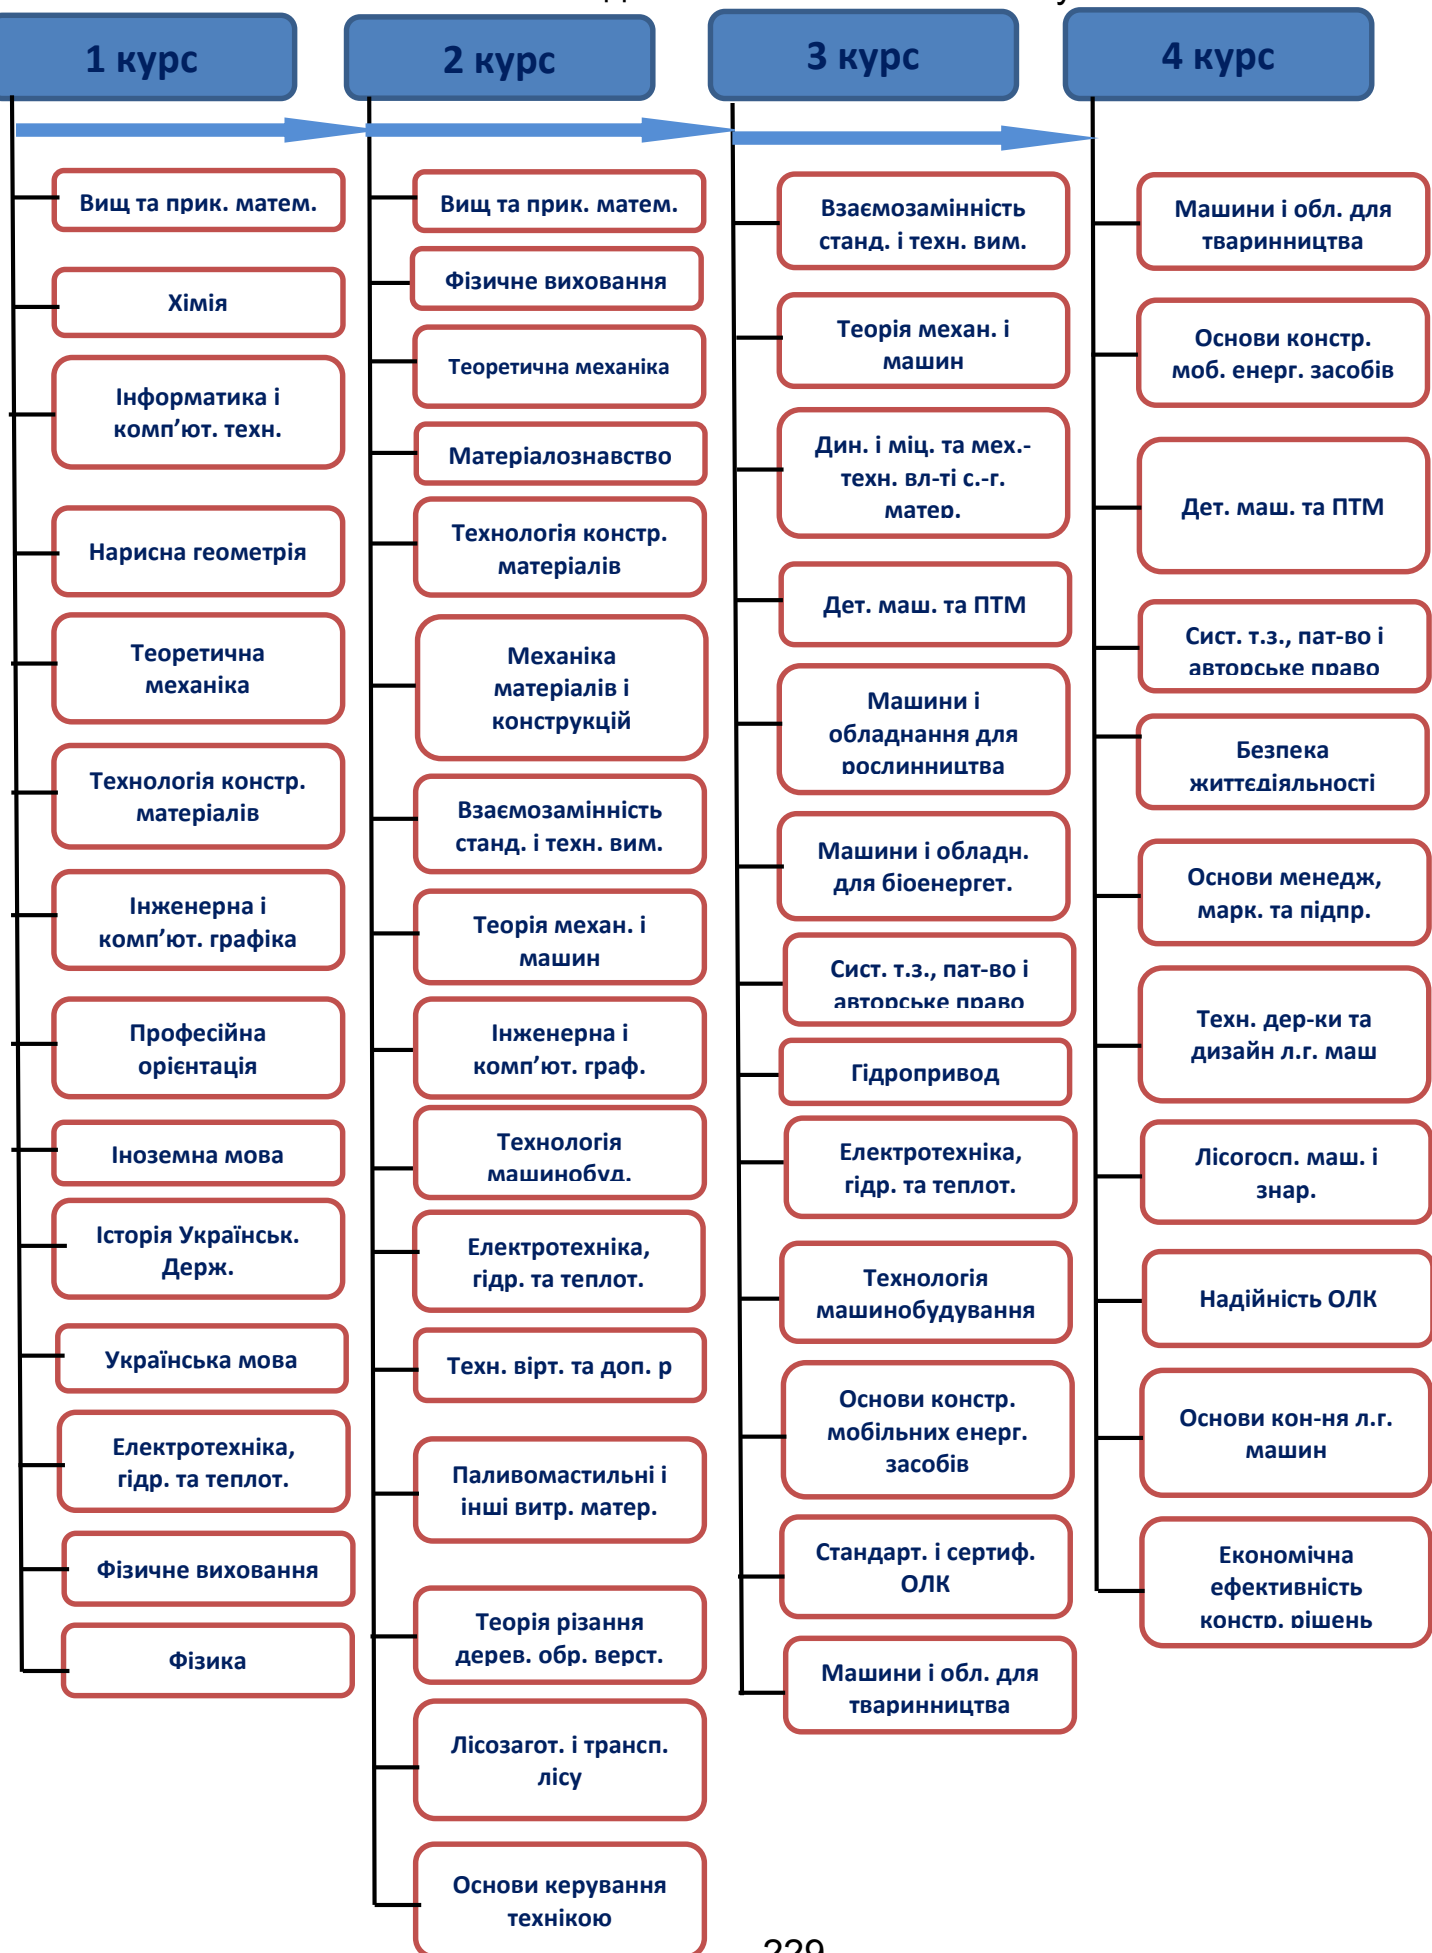 1 курс
2 курс
3 курс
4 курс
Вищ та прик. матем.
Хімія
Інформатика і
комп’ют. техн.
Нарисна геометрія
Теоретична
механіка
Технологія констр.
матеріалів
Інженерна і
комп’ют. графіка
Професійна
орієнтація
Іноземна мова
Історія Українськ.
Держ.
Українська мова
Електротехніка,
гідр. та теплот.
Фізичне виховання
Фізика
Вищ та прик. матем.
Фізичне виховання
Теоретична механіка
Матеріалознавство
Технологія констр.
матеріалів
Механіка
матеріалів і
конструкцій
Взаємозамінність
станд. і техн. вим.
Теорія механ. і
машин
Інженерна і
комп’ют. граф.
Технологія
машинобуд.
Електротехніка,
гідр. та теплот.
Техн. вірт. та доп. р
Паливомастильні і
інші витр. матер.
Теорія різання
дерев. обр. верст.
Лісозагот. і трансп.
лісу
Основи керування
технікою
Взаємозамінність
станд. і техн. вим.
Теорія механ. і
машин
Дин. і міц. та мех.-
техн. вл-ті с.-г.
матер.
Дет. маш. та ПТМ
Машини і
обладнання для
рослинництва
Машини і обладн.
для біоенергет.
Сист. т.з., пат-во і
авторське право
Гідропривод
Електротехніка,
гідр. та теплот.
Технологія
машинобудування
Основи констр.
мобільних енерг.
засобів
Стандарт. і сертиф.
ОЛК
Машини і обл. для
тваринництва
Машини і обл. для
тваринництва
Основи констр.
моб. енерг. засобів
Дет. маш. та ПТМ
Сист. т.з., пат-во і
авторське право
Безпека
життєдіяльності
Основи менедж,
марк. та підпр.
Техн. дер-ки та
дизайн л.г. маш
Лісогосп. маш. і
знар.
Надійність ОЛК
Основи кон-ня л.г.
машин
Економічна
ефективність
констр. рішень
229